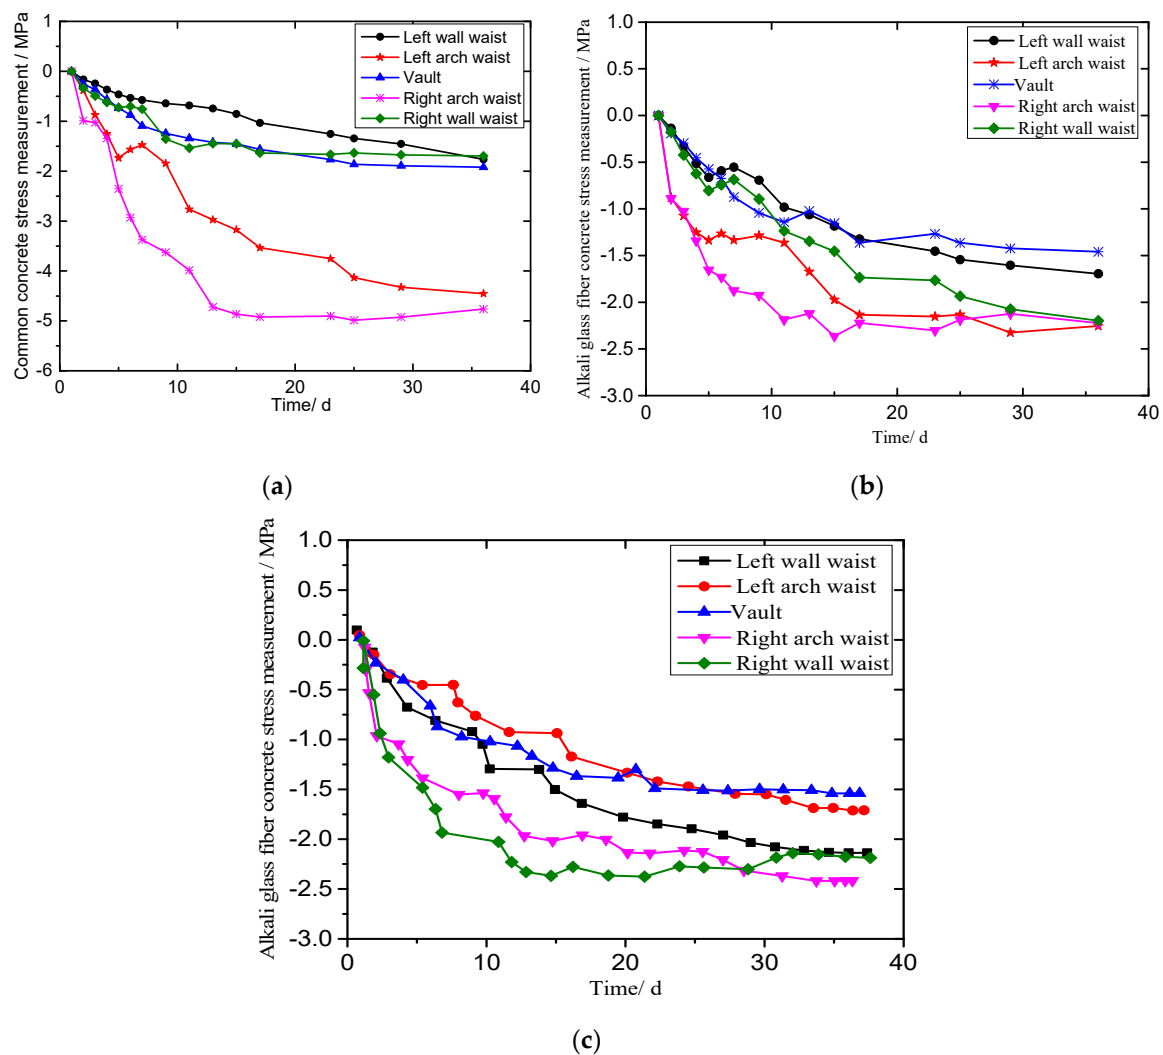 Common concrete stress measurement / MPa
0
-1
-2
-3
-4
-5
-6
0
10
20
30
40
Time/ d
Left wall waist
Left arch waist
Vault
Right arch waist
Right wall waist
(a)
Alkali glass fiber concrete stress measurement / MPa
0.0
-0.5
-1.0
-1.5
-2.0
-2.5
-3.0
0
10
20
30
40
Time/ d
Left wall waist
Left arch waist
Vault
Right arch waist
Right wall waist
(b)
Alkali glass fiber concrete stress measurement / MPa
1.0
0.5
0.0
-0.5
-1.0
-1.5
-2.0
-2.5
-3.0
0
10
20
30
40
Time/ d
Left wall waist
Left arch waist
Vault
Right arch waist
Right wall waist
(c)